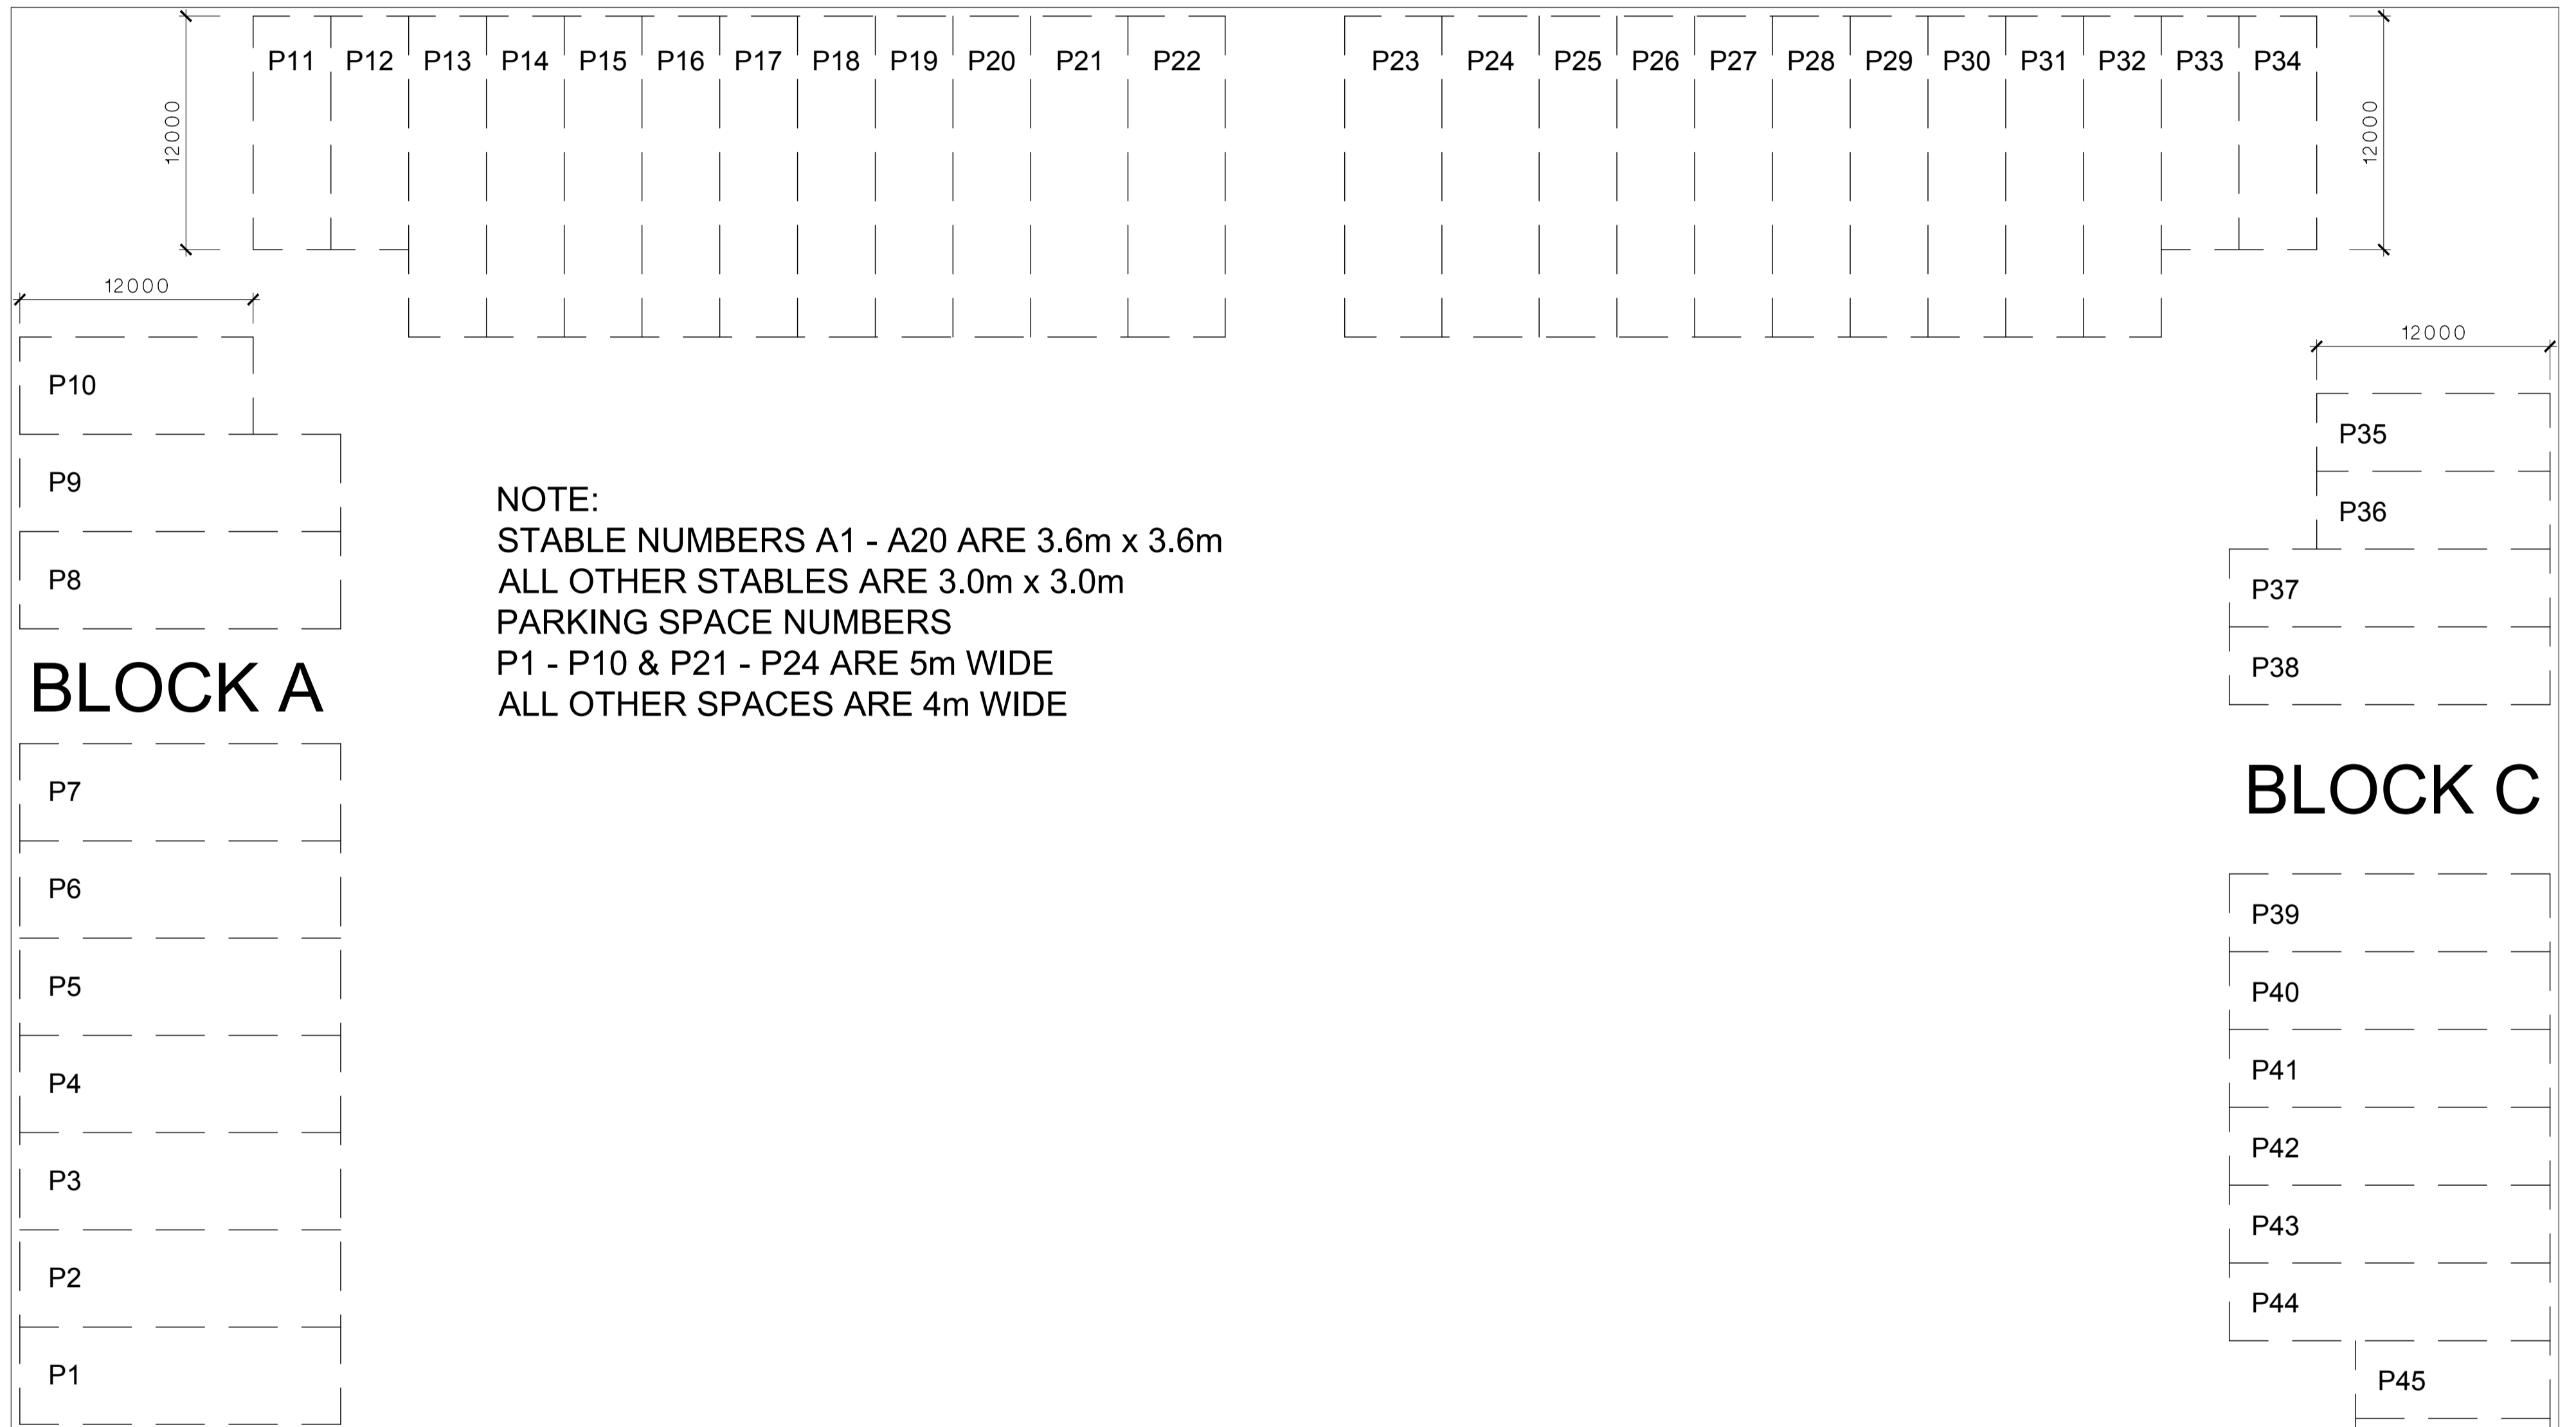 P11 P12 P13 P14 P15 P16 P17 P18 P19 P20 P21 P22 P23 P24 P25 P26 P27 P28 P29 P30 P31 P32 P33 P34
12000
12000
12000
12000
P10
P9
P8
BLOCK A
P7
P6
P5
P4
P3
P2
P1
NOTE:
STABLE NUMBERS A1 - A20 ARE 3.6m x 3.6m
ALL OTHER STABLES ARE 3.0m x 3.0m
PARKING SPACE NUMBERS
P1 - P10 & P21 - P24 ARE 5m WIDE
ALL OTHER SPACES ARE 4m WIDE
P35
P36
P37
P38
BLOCK C
P39
P40
P41
P42
P43
P44
P45